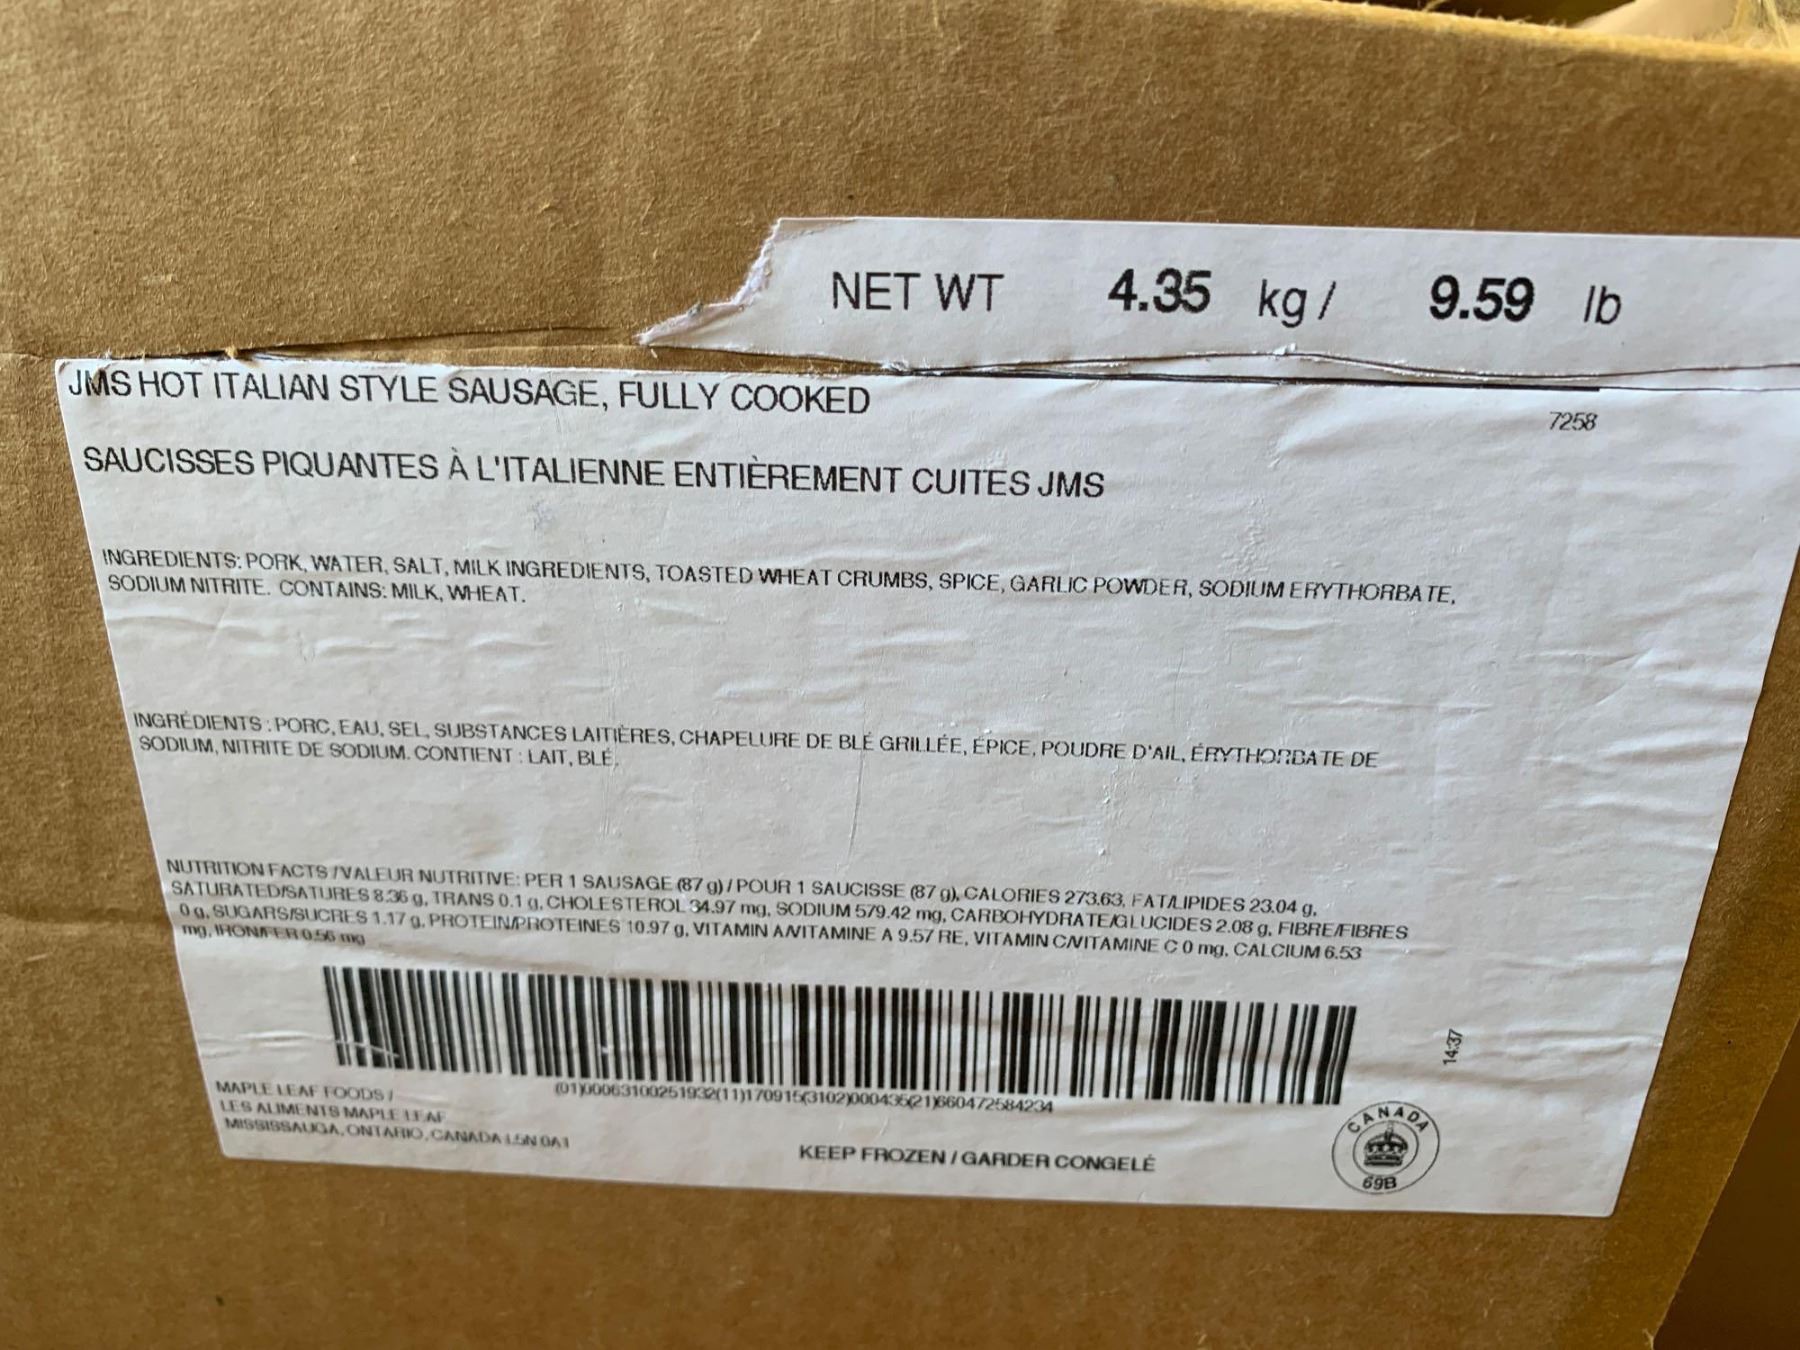 NET WT 4.35 kg / 9.59 lb
JMS HOT ITALIAN STYLE SAUSAGE, FULLY COOKED
7258
SAUCISSES PIQUANTES À L'ITALIENNE ENTIÈREMENT CUITES JMS
INGREDIENTS: PORK, WATER, SALT, MILK INGREDIENTS, TOASTED WHEAT CRUMBS, SPICE, GARLIC POWDER, SODIUM ERYTHORBATE,
SODIUM NITRITE. CONTAINS: MILK, WHEAT.
INGRÉDIENTS : PORC, EAU, SEL, SUBSTANCES LAITIÈRES, CHAPELURE DE BLÉ GRILLÉE, ÉPICE, POUDRE D'AIL, ÉRYTHORBATE DE
SODIUM, NITRITE DE SODIUM. CONTIENT : LAIT, BLÉ.
NUTRITION FACTS /VALEUR NUTRITIVE: PER 1 SAUSAGE (87 g) / POUR 1 SAUCISSE (87 g), CALORIES 273.63, FAT/LIPIDES 23.04 g,
SATURATED/SATURES 8.36 g, TRANS 0.1 g, CHOLESTEROL 34.97 mg, SODIUM 579.42 mg, CARBOHYDRATE/GLUCIDES 2.08 g, FIBRE/FIBRES
0 g, SUGARS/SUCRES 1.17 g, PROTEIN/PROTEINES 10.97 g, VITAMIN A/VITAMINE A 9.57 RE, VITAMIN C/VITAMINE C 0 mg, CALCIUM 6.53
mg, IRON/FER 0.56 mg
14:37
(01)00063100251932(11)170915(3102)000435(21)660472584234
MAPLE LEAF FOODS /
LES ALIMENTS MAPLE LEAF
MISSISSAUGA, ONTARIO, CANADA L5N 0A1
KEEP FROZEN / GARDER CONGELÉ
CANADA
69B